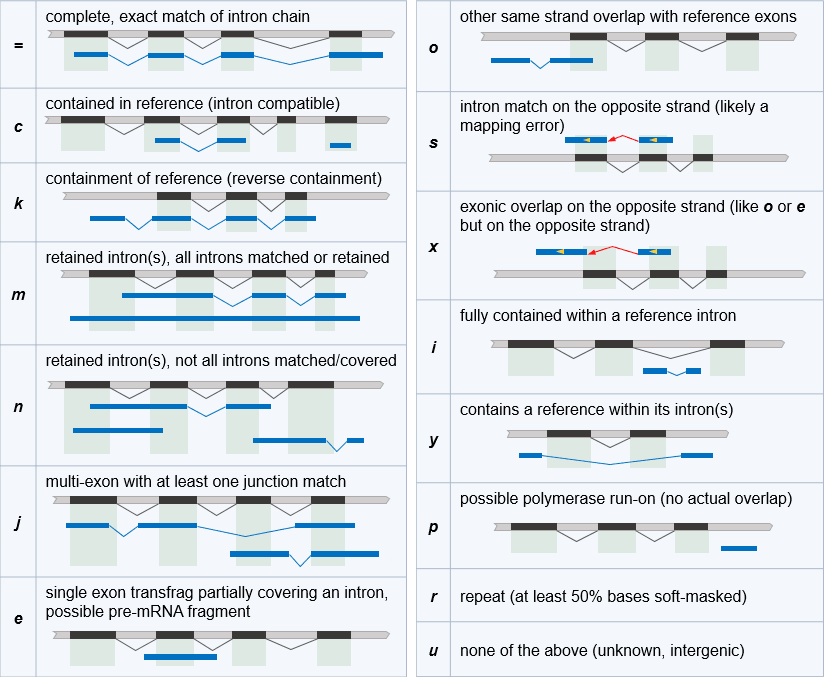 =
complete, exact match of intron chain
c
contained in reference (intron compatible)
k
containment of reference (reverse containment)
m
retained intron(s), all introns matched or retained
n
retained intron(s), not all introns matched/covered
j
multi-exon with at least one junction match
e
single exon transfrag partially covering an intron,
possible pre-mRNA fragment
o
other same strand overlap with reference exons
s
intron match on the opposite strand (likely a
mapping error)
x
exonic overlap on the opposite strand (like o or e
but on the opposite strand)
i
fully contained within a reference intron
y
contains a reference within its intron(s)
p
possible polymerase run-on (no actual overlap)
r
repeat (at least 50% bases soft-masked)
u
none of the above (unknown, intergenic)